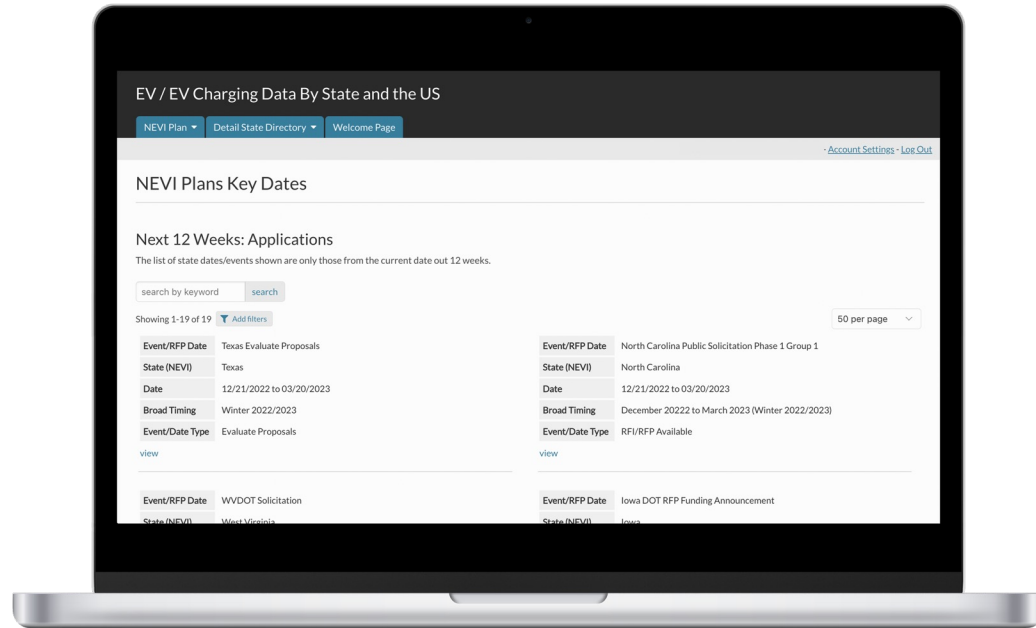 EV / EV Charging Data By State and the US
NEVI Plan Detail State Directory Welcome Page
- Account Settings - Log Out
NEVI Plans Key Dates
Next 12 Weeks: Applications
The list of state dates/events shown are only those from the current date out 12 weeks.
search by keyword search
Showing 1-19 of 19 Add filters 50 per page
Event/RFP Date Texas Evaluate Proposals
State (NEVI) Texas
Date 12/21/2022 to 03/20/2023
Broad Timing Winter 2022/2023
Event/Date Type Evaluate Proposals
view
Event/RFP Date North Carolina Public Solicitation Phase 1 Group 1
State (NEVI) North Carolina
Date 12/21/2022 to 03/20/2023
Broad Timing December 20222 to March 2023 (Winter 2022/2023)
Event/Date Type RFI/RFP Available
view
Event/RFP Date WVDOT Solicitation
State (NEVI) West Virginia
Event/RFP Date Iowa DOT RFP Funding Announcement
State (NEVI) Iowa